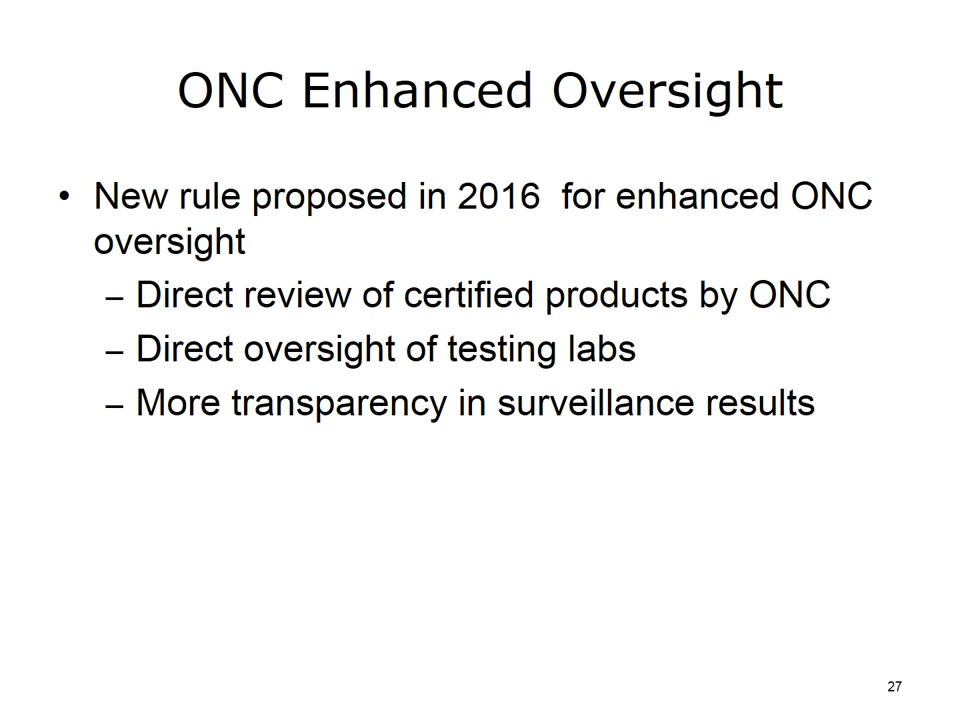 ONC Enhanced Oversight
• New rule proposed in 2016  for enhanced ONC
oversight
– Direct review of certified products by ONC
– Direct oversight of testing labs
– More transparency in surveillance results
27